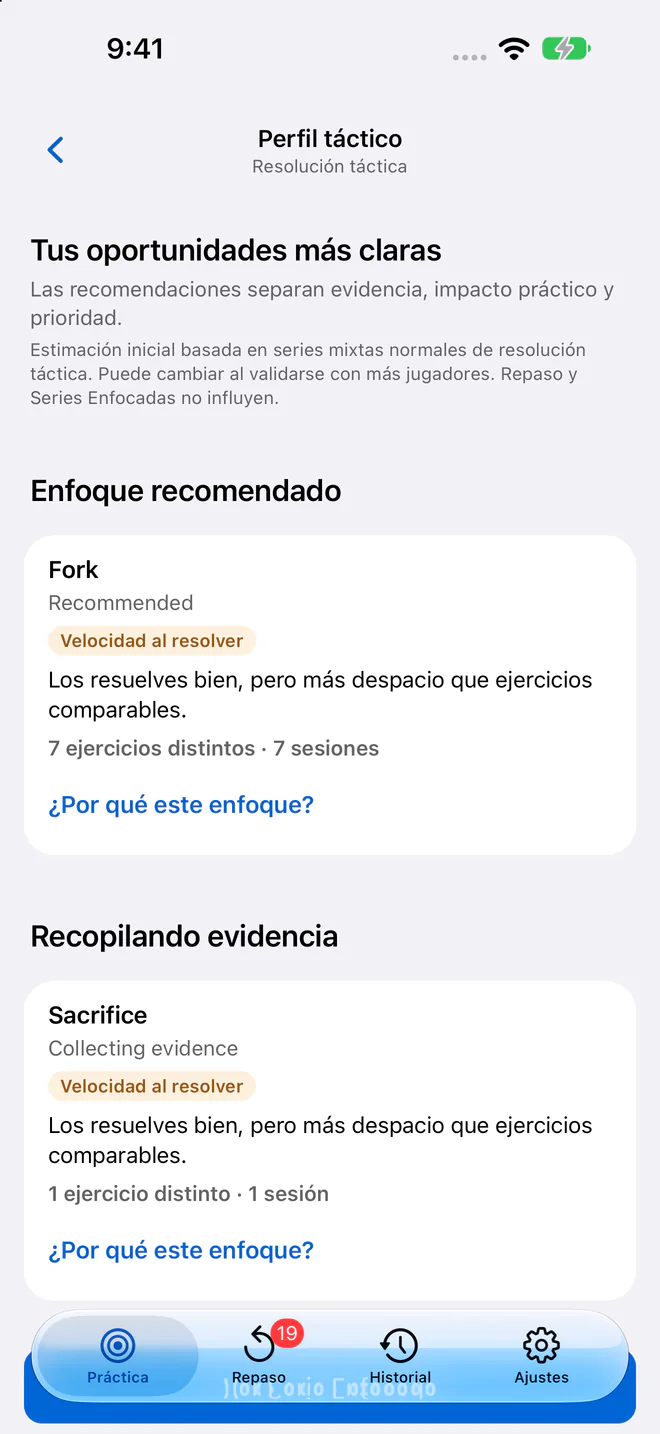 9:41
Perfil táctico
Resolución táctica
Tus oportunidades más claras
Las recomendaciones separan evidencia, impacto práctico y
prioridad.
Estimación inicial basada en series mixtas normales de resolución
táctica. Puede cambiar al validarse con más jugadores. Repaso y
Series Enfocadas no influyen.
Enfoque recomendado
Fork
Recommended
Velocidad al resolver
Los resuelves bien, pero más despacio que ejercicios
comparables.
7 ejercicios distintos · 7 sesiones
¿Por qué este enfoque?
Recopilando evidencia
Sacrifice
Collecting evidence
Velocidad al resolver
Los resuelves bien, pero más despacio que ejercicios
comparables.
1 ejercicio distinto · 1 sesión
¿Por qué este enfoque?
19
Práctica Repaso Historial Ajustes